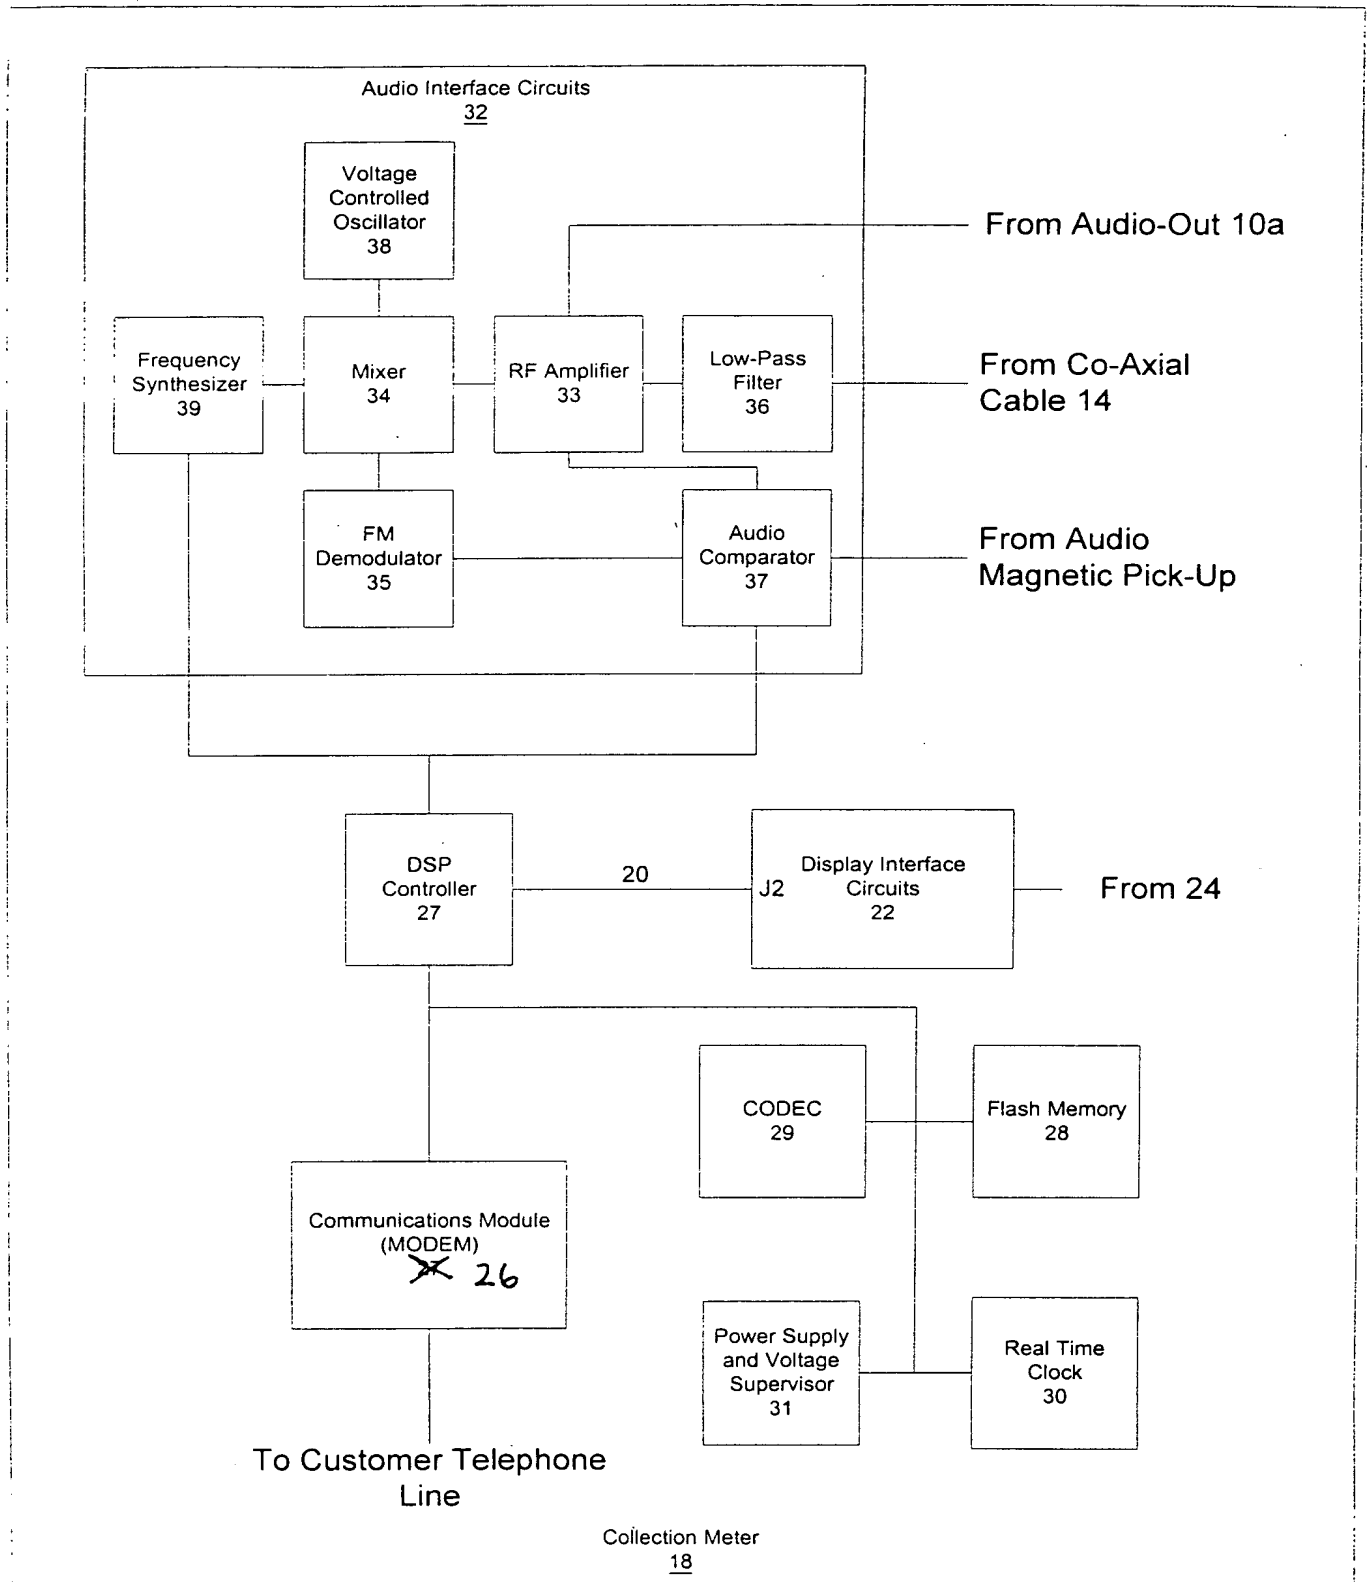 Audio Interface Circuits
32
Voltage
Controlled
Oscillator
38
From Audio-Out 10a
Frequency
Synthesizer
39
Mixer
34
RF Amplifier
33
Low-Pass
Filter
36
From Co-Axial
Cable 14
FM
Demodulator
35
Audio
Comparator
37
From Audio
Magnetic Pick-Up
DSP
Controller
27
20
J2
Display Interface
Circuits
22
From 24
CODEC
29
Flash Memory
28
Communications Module
(MODEM)
27 26
Power Supply
and Voltage
Supervisor
31
Real Time
Clock
30
To Customer Telephone
Line
Collection Meter
18